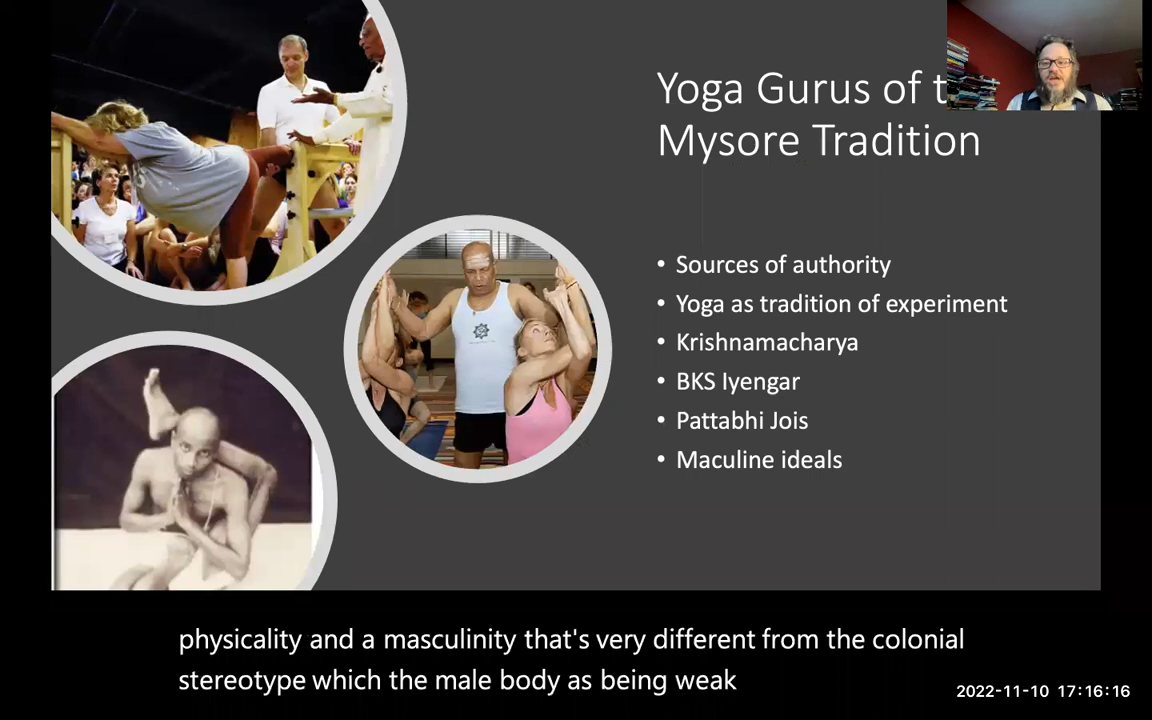 Yoga Gurus of t
Mysore Tradition
• Sources of authority
• Yoga as tradition of experiment
• Krishnamacharya
• BKS Iyengar
• Pattabhi Jois
• Maculine ideals
physicality and a masculinity that's very different from the colonial
stereotype which the male body as being weak
2022-11-10 17:16:16